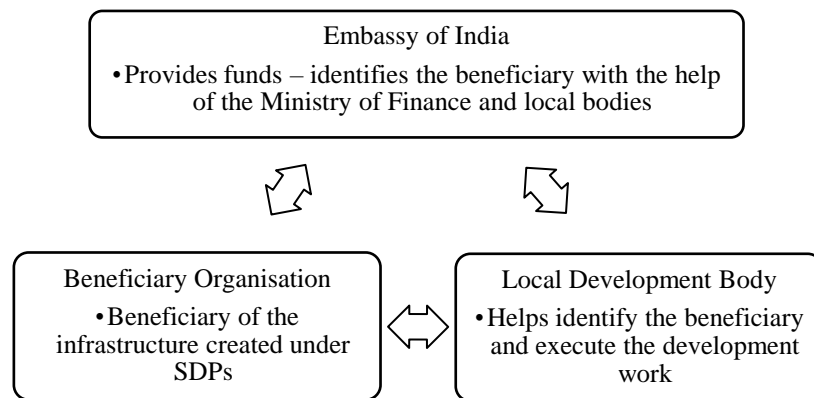 Embassy of India
•Provides funds – identifies the beneficiary with the help
of the Ministry of Finance and local bodies
Beneficiary Organisation
•Beneficiary of the
infrastructure created under
SDPs
Local Development Body
•Helps identify the beneficiary
and execute the development
work